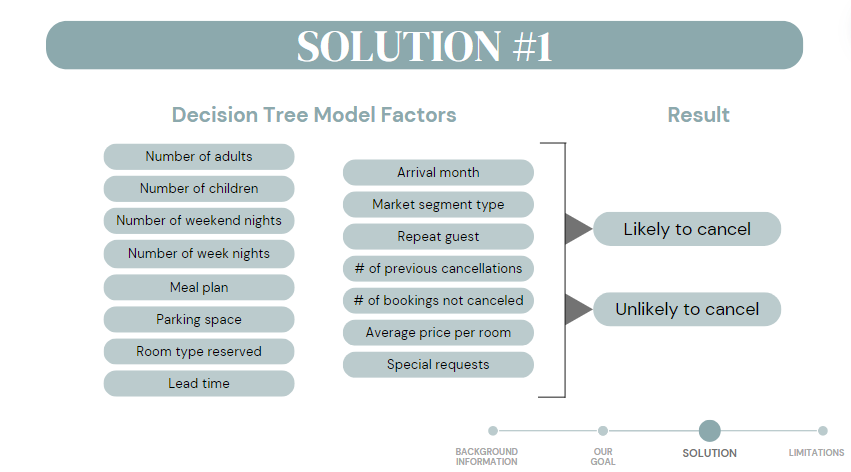 SOLUTION #1
Decision Tree Model Factors
Number of adults
Number of children
Number of weekend nights
Number of week nights
Meal plan
Parking space
Room type reserved
Lead time
Arrival month
Market segment type
Repeat guest
# of previous cancellations
# of bookings not canceled
Average price per room
Special requests
Result
Likely to cancel
Unlikely to cancel
BACKGROUND
INFORMATION
OUR
GOAL
SOLUTION
LIMITATIONS